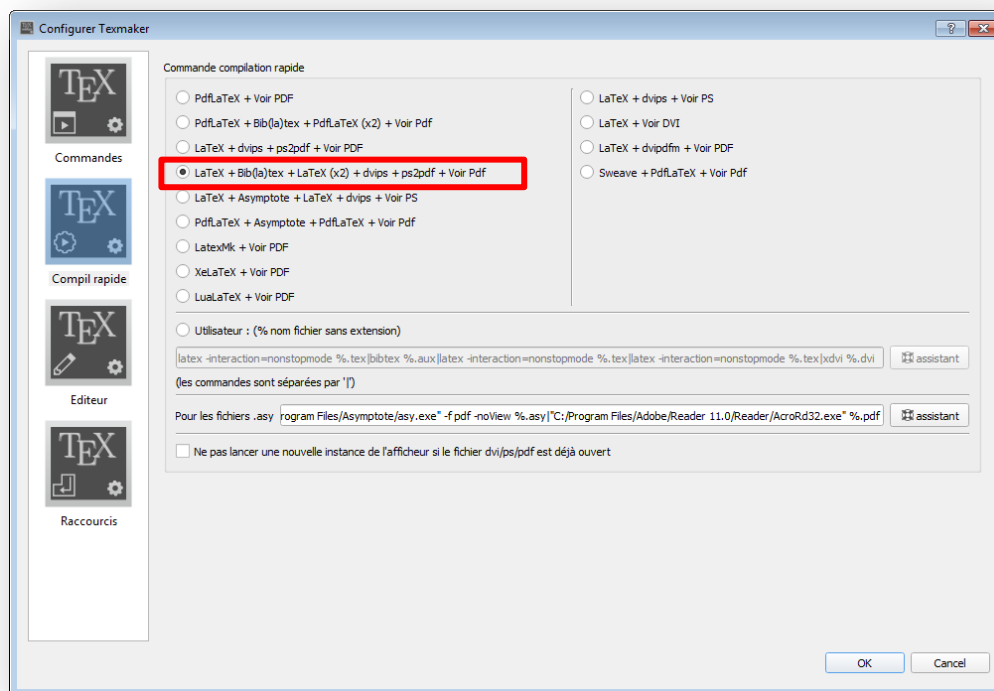 Configurer Texmaker
TEX
Commandes
TEX
Compil rapide
TEX
Editeur
TEX
Raccourcis
Commande compilation rapide
PdfLaTeX + Voir PDF
PdfLaTeX + Bib(la)tex + PdfLaTeX (x2) + Voir Pdf
LaTeX + dvips + ps2pdf + Voir PDF
LaTeX + Bib(la)tex + LaTeX (x2) + dvips + ps2pdf + Voir Pdf
LaTeX + Asymptote + LaTeX + dvips + Voir PS
PdfLaTeX + Asymptote + PdfLaTeX + Voir Pdf
LatexMk + Voir PDF
XeLaTeX + Voir PDF
LuaLaTeX + Voir PDF
LaTeX + dvips + Voir PS
LaTeX + Voir DVI
LaTeX + dvipdfm + Voir PDF
Sweave + PdfLaTeX + Voir Pdf
Utilisateur : (% nom fichier sans extension)
latex -interaction=nonstopmode %.tex|bibtex %.aux|latex -interaction=nonstopmode %.tex|latex -interaction=nonstopmode %.tex|xdvi %.dvi assistant
(les commandes sont séparées par '|')
Pour les fichiers .asy rogram Files/Asymptote/asy.exe" -f pdf -noView %.asy|"C:/Program Files/Adobe/Reader 11.0/Reader/AcroRd32.exe" %.pdf assistant
Ne pas lancer une nouvelle instance de l'afficheur si le fichier dvi/ps/pdf est déjà ouvert
OK Cancel